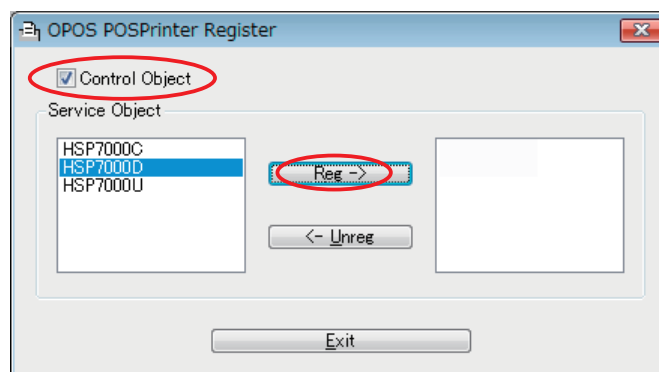 OPOS POSPrinter Register
Control Object
Service Object
HSP7000C
HSP7000D
HSP7000U
Reg ->
<- Unreg
Exit